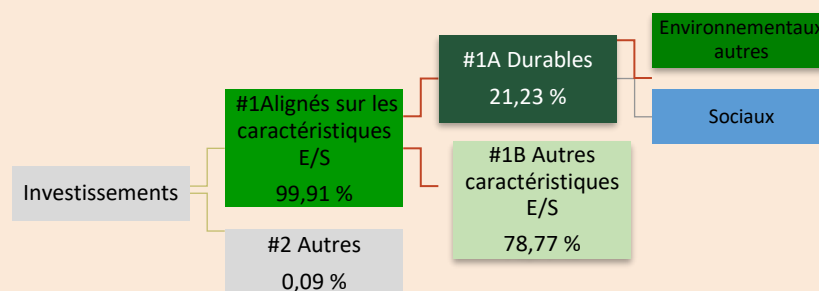 Investissements
#1Alignés sur les
caractéristiques
E/S
99,91 %
#2 Autres
0,09 %
#1A Durables
21,23 %
#1B Autres
caractéristiques
E/S
78,77 %
Environnementaux
autres
Sociaux